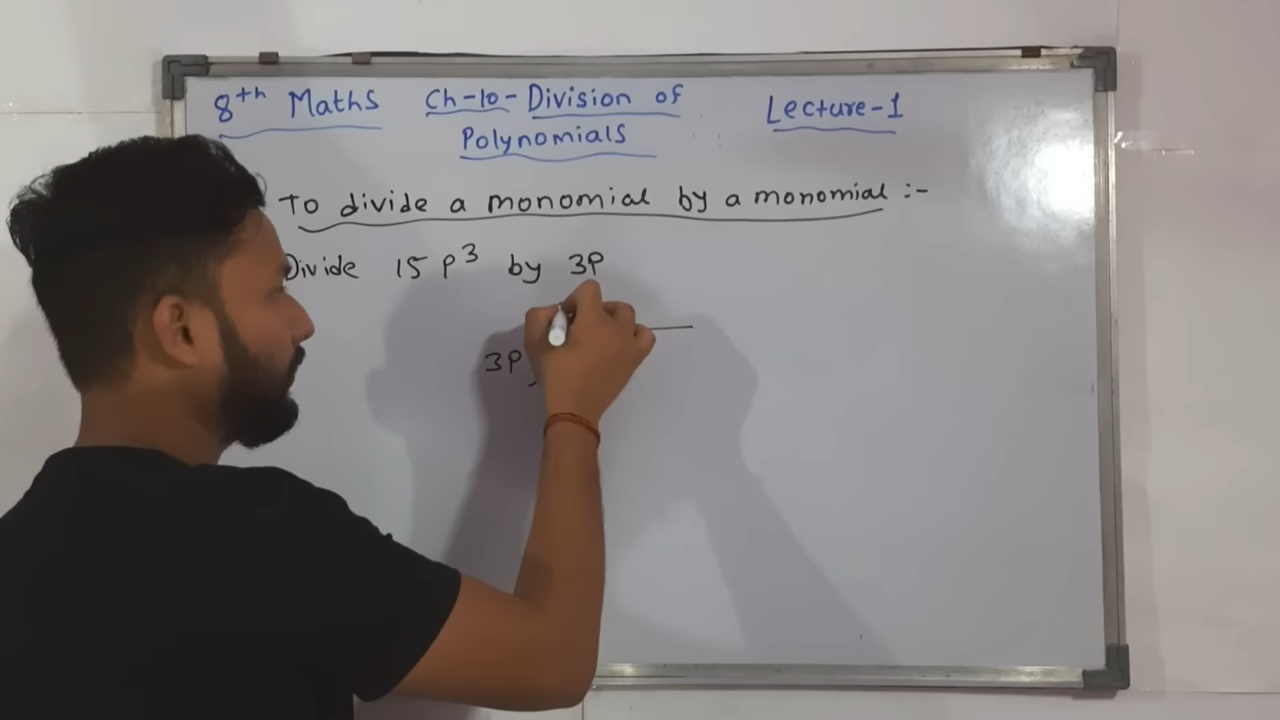 8th Maths Ch-10-Division of Polynomials Lecture-1
To divide a monomial by a monomial :-
Divide 15 P³ by 3P
3P